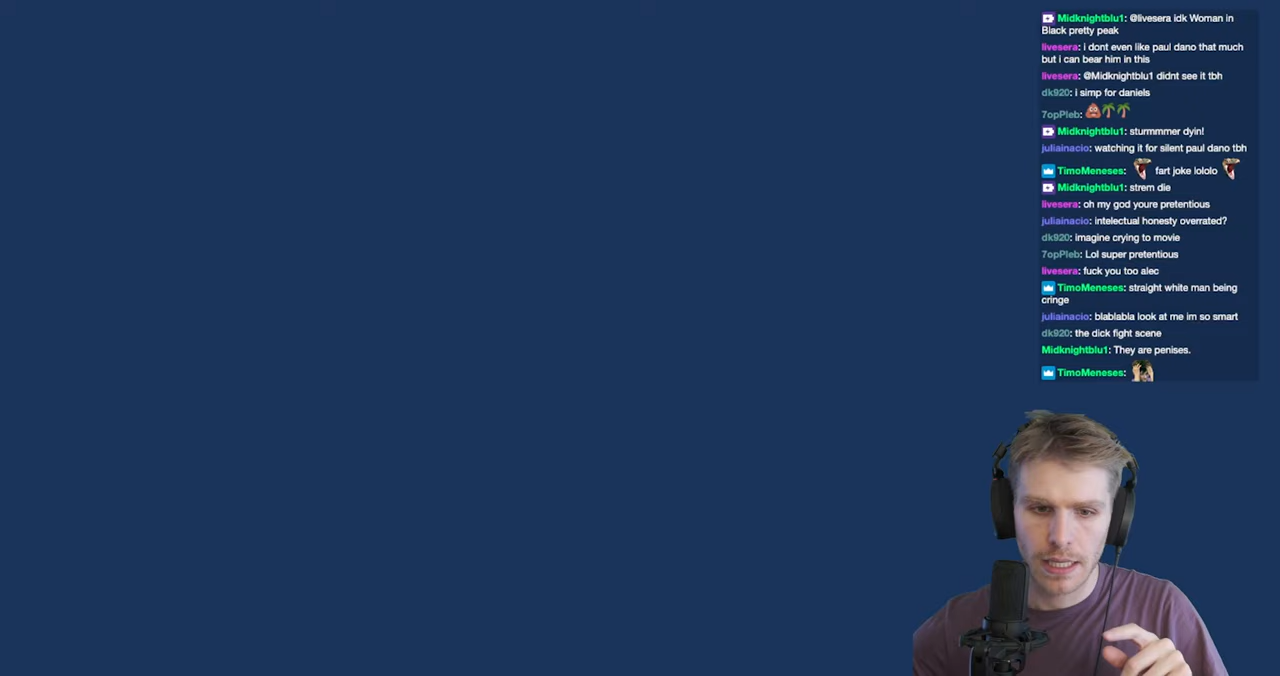 Midknightblu1: @livesera idk Woman in
Black pretty peak
livesera: i dont even like paul dano that much
but i can bear him in this
livesera: @Midknightblu1 didnt see it tbh
dk920: i simp for daniels
7opPleb: 💩🌴🌴
Midknightblu1: sturmmmer dyin!
juliainacio: watching it for silent paul dano tbh
TimoMeneses: fart joke lololo
Midknightblu1: strem die
livesera: oh my god youre pretentious
juliainacio: intelectual honesty overrated?
dk920: imagine crying to movie
7opPleb: Lol super pretentious
livesera: fuck you too alec
TimoMeneses: straight white man being
cringe
juliainacio: blablabla look at me im so smart
dk920: the dick fight scene
Midknightblu1: They are penises.
TimoMeneses: